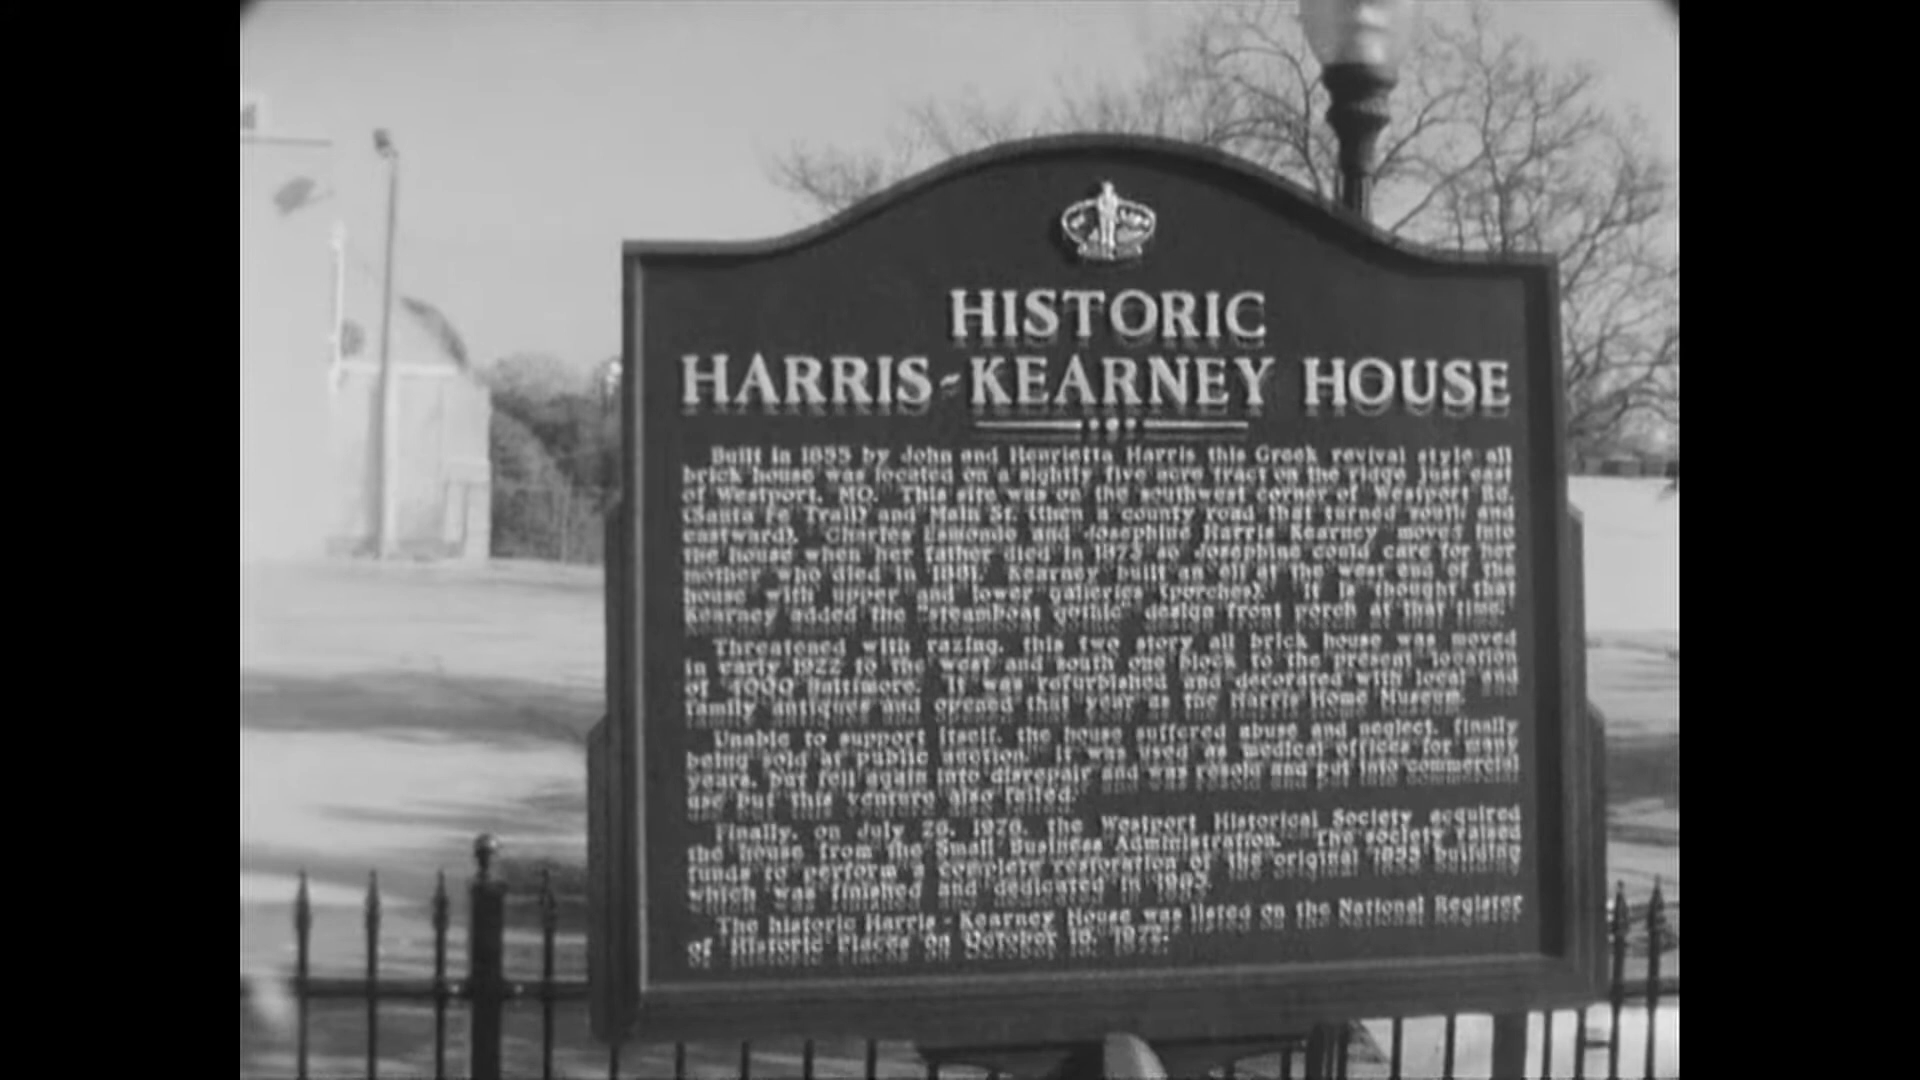 HISTORIC
HARRIS-KEARNEY HOUSE
Built in 1855 by John and Henrietta Harris this Greek revival style all
brick house was located on a sightly five acre tract on the ridge just east
of Westport, MO. This site was on the southwest corner of Westport Rd.
(Santa Fe Trail) and Main St. (then a county road that turned south and
eastward). Charles Esmonde and Josephine Harris Kearney moved into
the house when her father died in 1873 so Josephine could care for her
mother who died in 1881. Kearney built an ell at the west end of the
house with upper and lower galleries (porches). It is thought that
Kearney added the "steamboat gothic" design front porch at that time.
Threatened with razing, this two story all brick house was moved
in early 1922 to the west and south one block to the present location
of 4000 Baltimore. It was refurbished and decorated with local and
family antiques and opened that year as the Harris Home Museum.
Unable to support itself, the house suffered abuse and neglect, finally
being sold at public auction. It was used as medical offices for many
years, but fell again into disrepair and was resold and put into commercial
use but this venture also failed.
Finally, on July 26, 1976, the Westport Historical Society acquired
the house from the Small Business Administration. The society raised
funds to perform a complete restoration of the original 1855 building
which was finished and dedicated in 1983.
The historic Harris - Kearney House was listed on the National Register
of Historic Places on October 18, 1972.